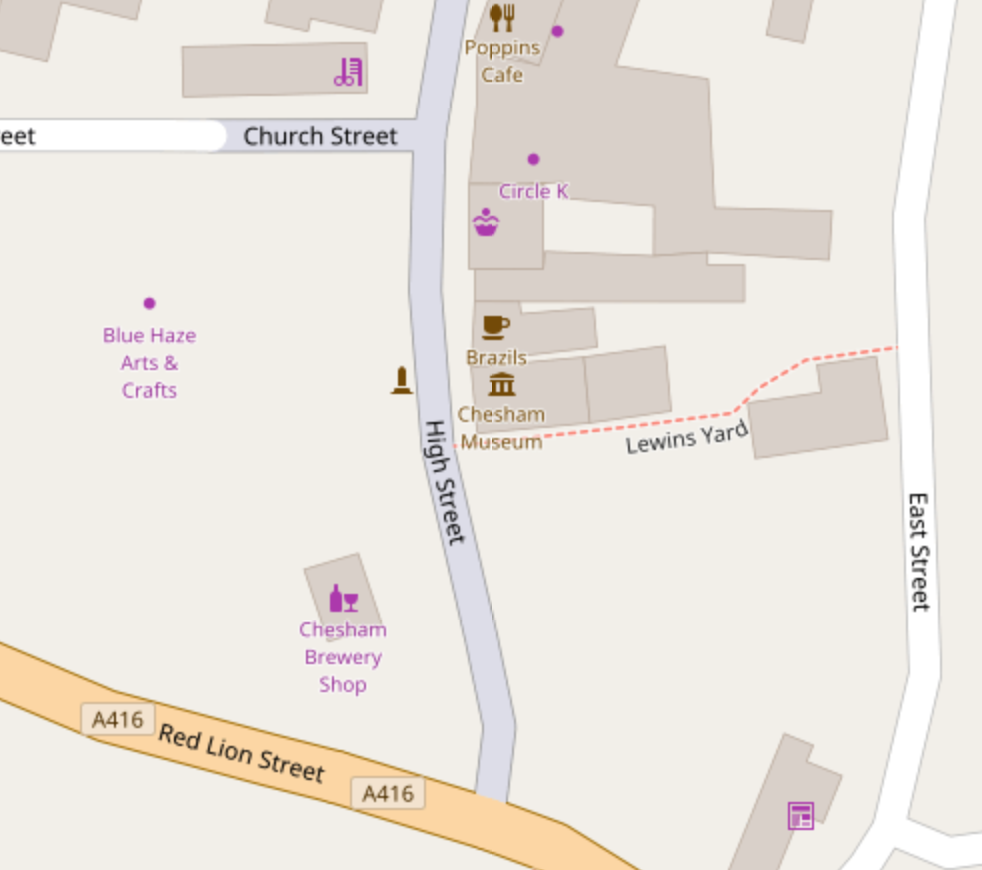 Poppins
Cafe
eet
Church Street
Circle K
Blue Haze
Arts &
Crafts
Brazils
Chesham
Museum
Lewins Yard
High Street
East Street
Chesham
Brewery
Shop
A416
Red Lion Street
A416